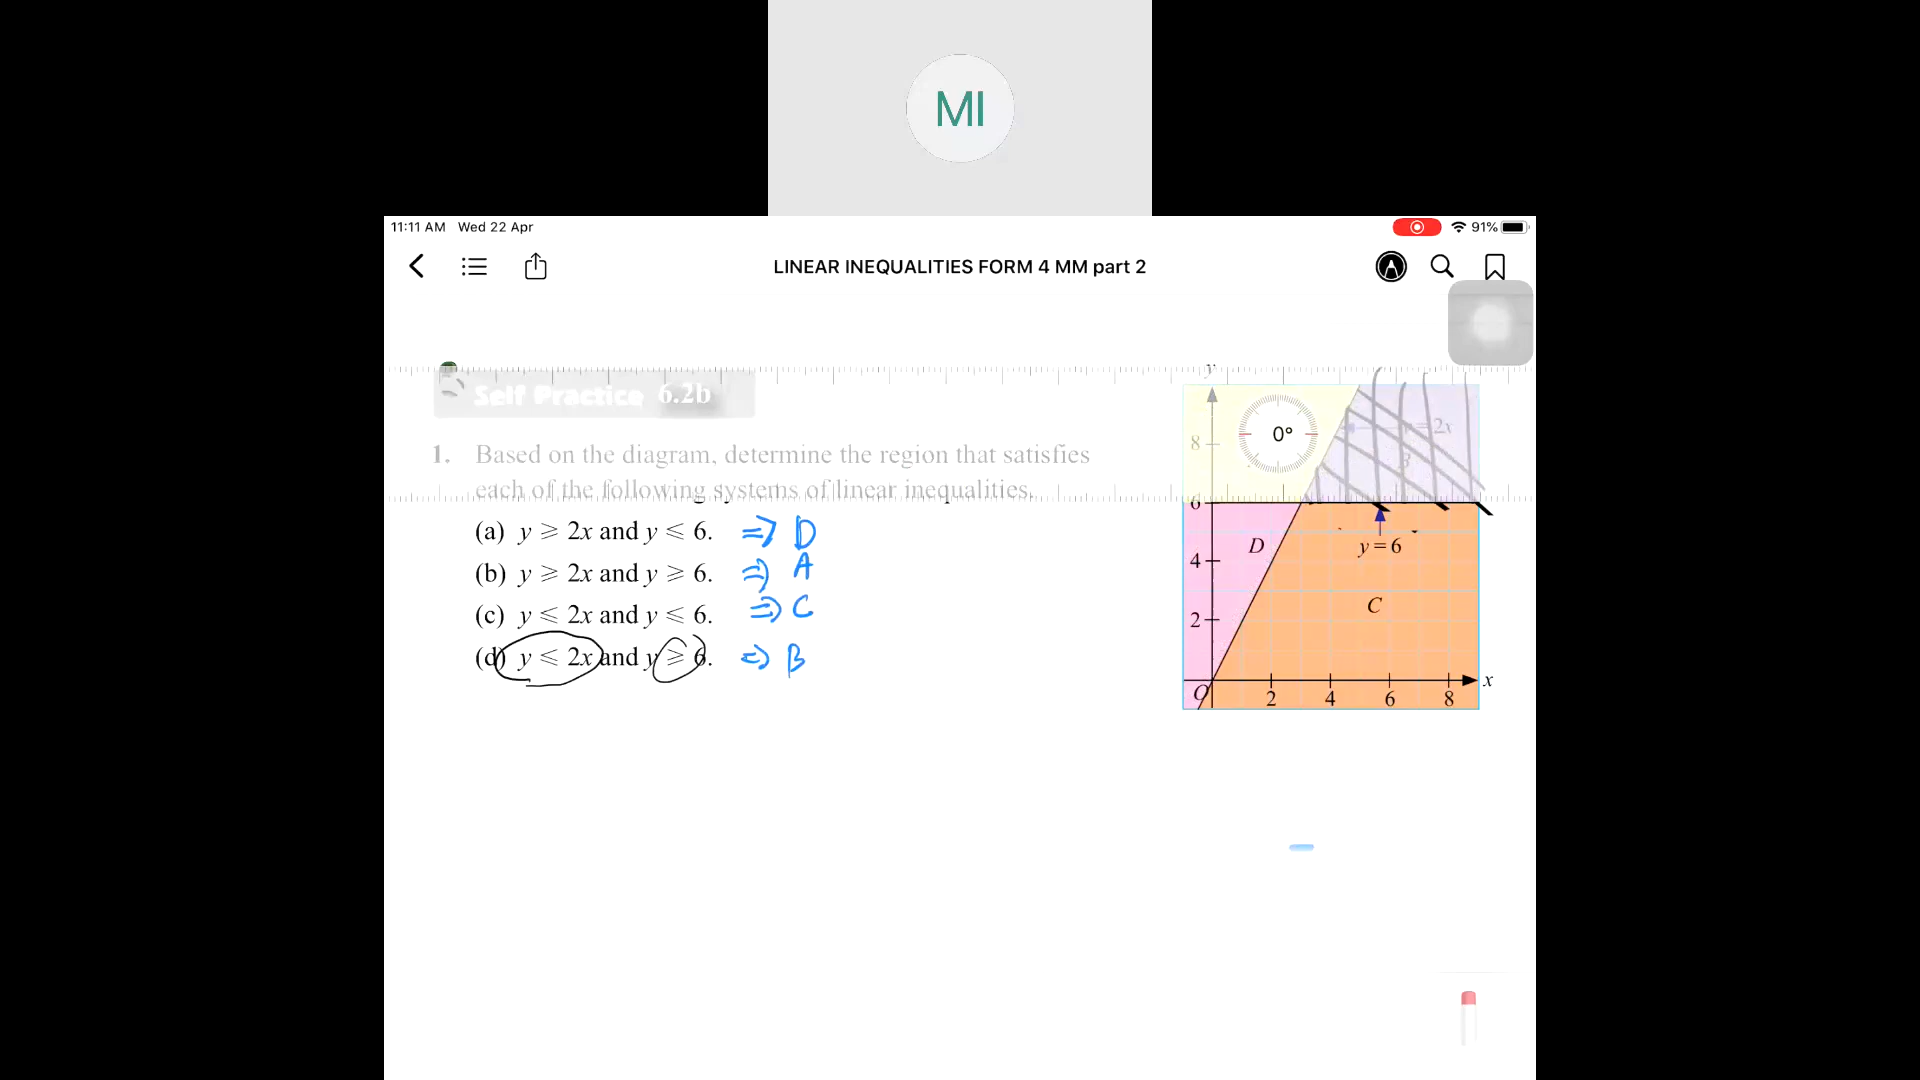 MI
11:11 AM Wed 22 Apr
91%
LINEAR INEQUALITIES FORM 4 MM part 2
Self Practice 6.2b
1. Based on the diagram, determine the region that satisfies
each of the following systems of linear inequalities.
(a) y ⩾ 2x and y ⩽ 6. => D
(b) y ⩾ 2x and y ⩾ 6. => A
(c) y ⩽ 2x and y ⩽ 6. => C
(d) y ⩽ 2x and y ⩾ 6. => B
y
0°
8
6
D
y = 6
4
C
2
x
O
2 4 6 8